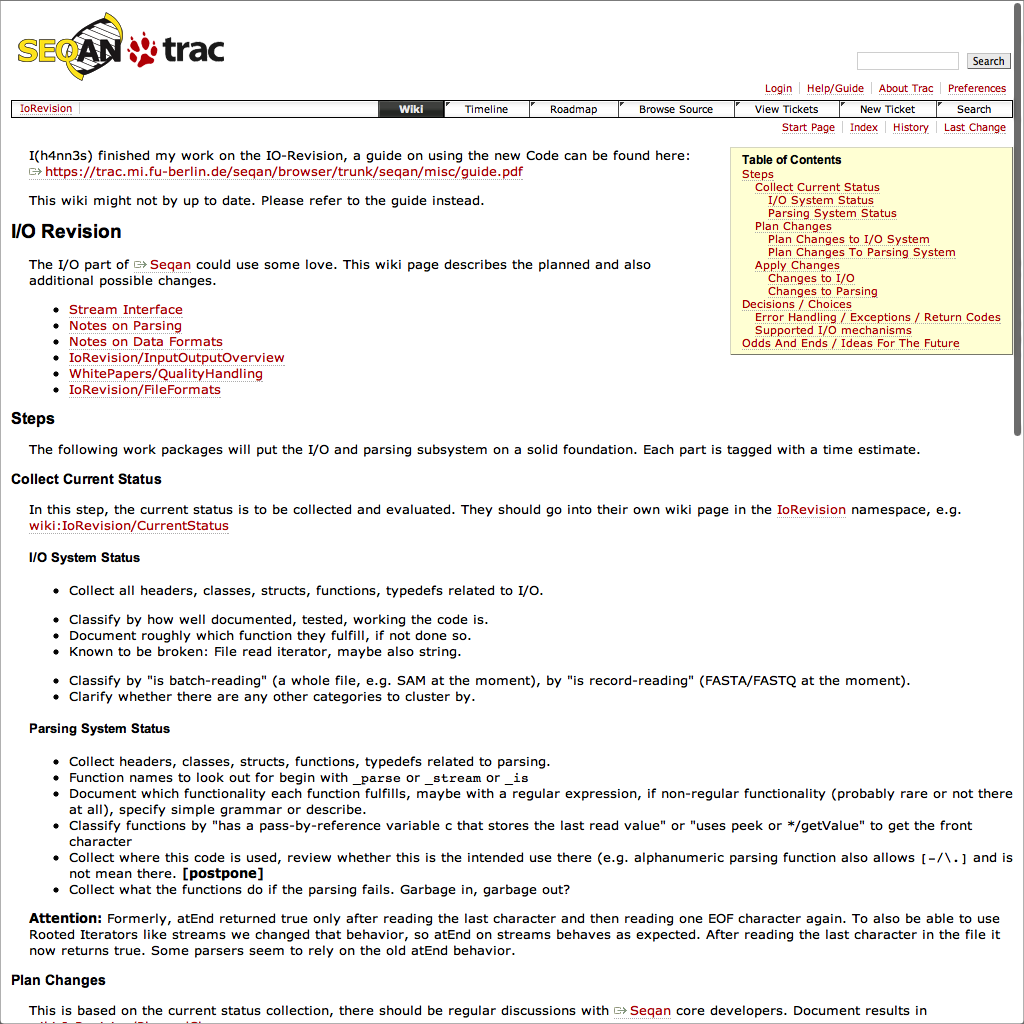 SEQAN trac
Search
Login Help/Guide About Trac Preferences
IoRevision Wiki Timeline Roadmap Browse Source View Tickets New Ticket Search
Start Page Index History Last Change
I(h4nn3s) finished my work on the IO-Revision, a guide on using the new Code can be found here:
https://trac.mi.fu-berlin.de/seqan/browser/trunk/seqan/misc/guide.pdf
This wiki might not by up to date. Please refer to the guide instead.
Table of Contents
Steps
Collect Current Status
I/O System Status
Parsing System Status
Plan Changes
Plan Changes to I/O System
Plan Changes To Parsing System
Apply Changes
Changes to I/O
Changes to Parsing
Decisions / Choices
Error Handling / Exceptions / Return Codes
Supported I/O mechanisms
Odds And Ends / Ideas For The Future
I/O Revision
The I/O part of Seqan could use some love. This wiki page describes the planned and also
additional possible changes.
• Stream Interface
• Notes on Parsing
• Notes on Data Formats
• IoRevision/InputOutputOverview
• WhitePapers/QualityHandling
• IoRevision/FileFormats
Steps
The following work packages will put the I/O and parsing subsystem on a solid foundation. Each part is tagged with a time estimate.
Collect Current Status
In this step, the current status is to be collected and evaluated. They should go into their own wiki page in the IoRevision namespace, e.g.
wiki:IoRevision/CurrentStatus
I/O System Status
• Collect all headers, classes, structs, functions, typedefs related to I/O.
• Classify by how well documented, tested, working the code is.
• Document roughly which function they fulfill, if not done so.
• Known to be broken: File read iterator, maybe also string.
• Classify by "is batch-reading" (a whole file, e.g. SAM at the moment), by "is record-reading" (FASTA/FASTQ at the moment).
• Clarify whether there are any other categories to cluster by.
Parsing System Status
• Collect headers, classes, structs, functions, typedefs related to parsing.
• Function names to look out for begin with _parse or _stream or _is
• Document which functionality each function fulfills, maybe with a regular expression, if non-regular functionality (probably rare or not there
at all), specify simple grammar or describe.
• Classify functions by "has a pass-by-reference variable c that stores the last read value" or "uses peek or */getValue" to get the front
character
• Collect where this code is used, review whether this is the intended use there (e.g. alphanumeric parsing function also allows [-/\.] and is
not mean there. [postpone]
• Collect what the functions do if the parsing fails. Garbage in, garbage out?
Attention: Formerly, atEnd returned true only after reading the last character and then reading one EOF character again. To also be able to use
Rooted Iterators like streams we changed that behavior, so atEnd on streams behaves as expected. After reading the last character in the file it
now returns true. Some parsers seem to rely on the old atEnd behavior.
Plan Changes
This is based on the current status collection, there should be regular discussions with Seqan core developers. Document results in